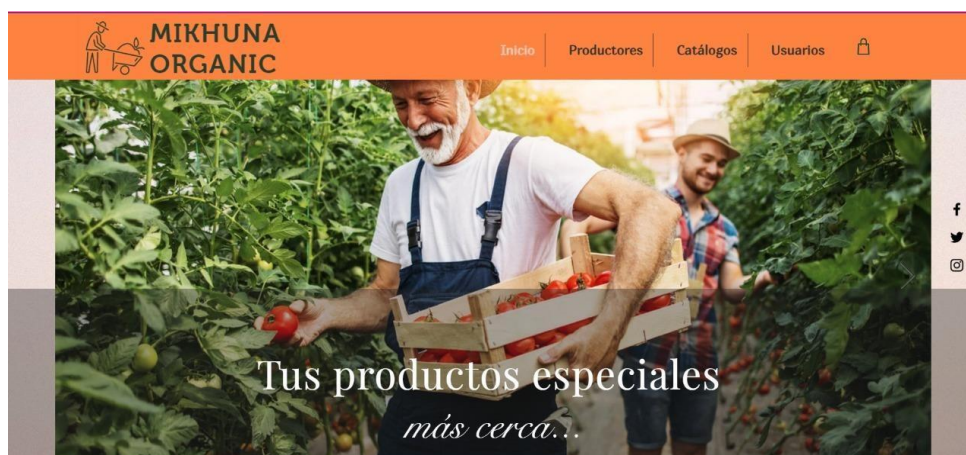 MIKHUNA
ORGANIC
Inicio Productores Catálogos Usuarios
Tus productos especiales
más cerca...